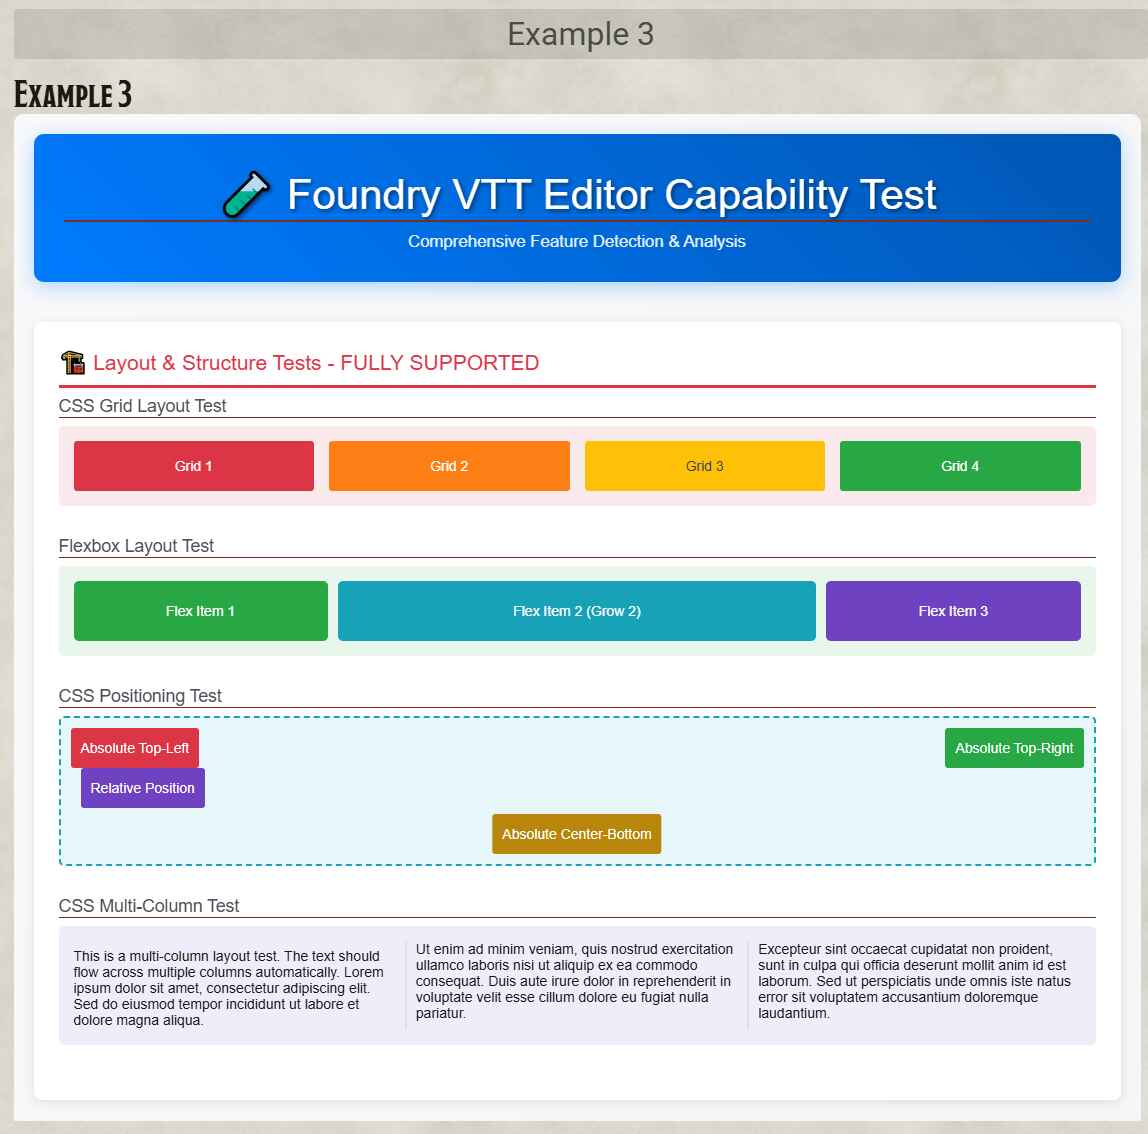 Example 3
Example 3
Foundry VTT Editor Capability Test
Comprehensive Feature Detection & Analysis
Layout & Structure Tests - FULLY SUPPORTED
CSS Grid Layout Test
Grid 1
Grid 2
Grid 3
Grid 4
Flexbox Layout Test
Flex Item 1
Flex Item 2 (Grow 2)
Flex Item 3
CSS Positioning Test
Absolute Top-Left
Absolute Top-Right
Relative Position
Absolute Center-Bottom
CSS Multi-Column Test
This is a multi-column layout test. The text should
flow across multiple columns automatically. Lorem
ipsum dolor sit amet, consectetur adipiscing elit.
Sed do eiusmod tempor incididunt ut labore et
dolore magna aliqua.
Ut enim ad minim veniam, quis nostrud exercitation
ullamco laboris nisi ut aliquip ex ea commodo
consequat. Duis aute irure dolor in reprehenderit in
voluptate velit esse cillum dolore eu fugiat nulla
pariatur.
Excepteur sint occaecat cupidatat non proident,
sunt in culpa qui officia deserunt mollit anim id est
laborum. Sed ut perspiciatis unde omnis iste natus
error sit voluptatem accusantium doloremque
laudantium.